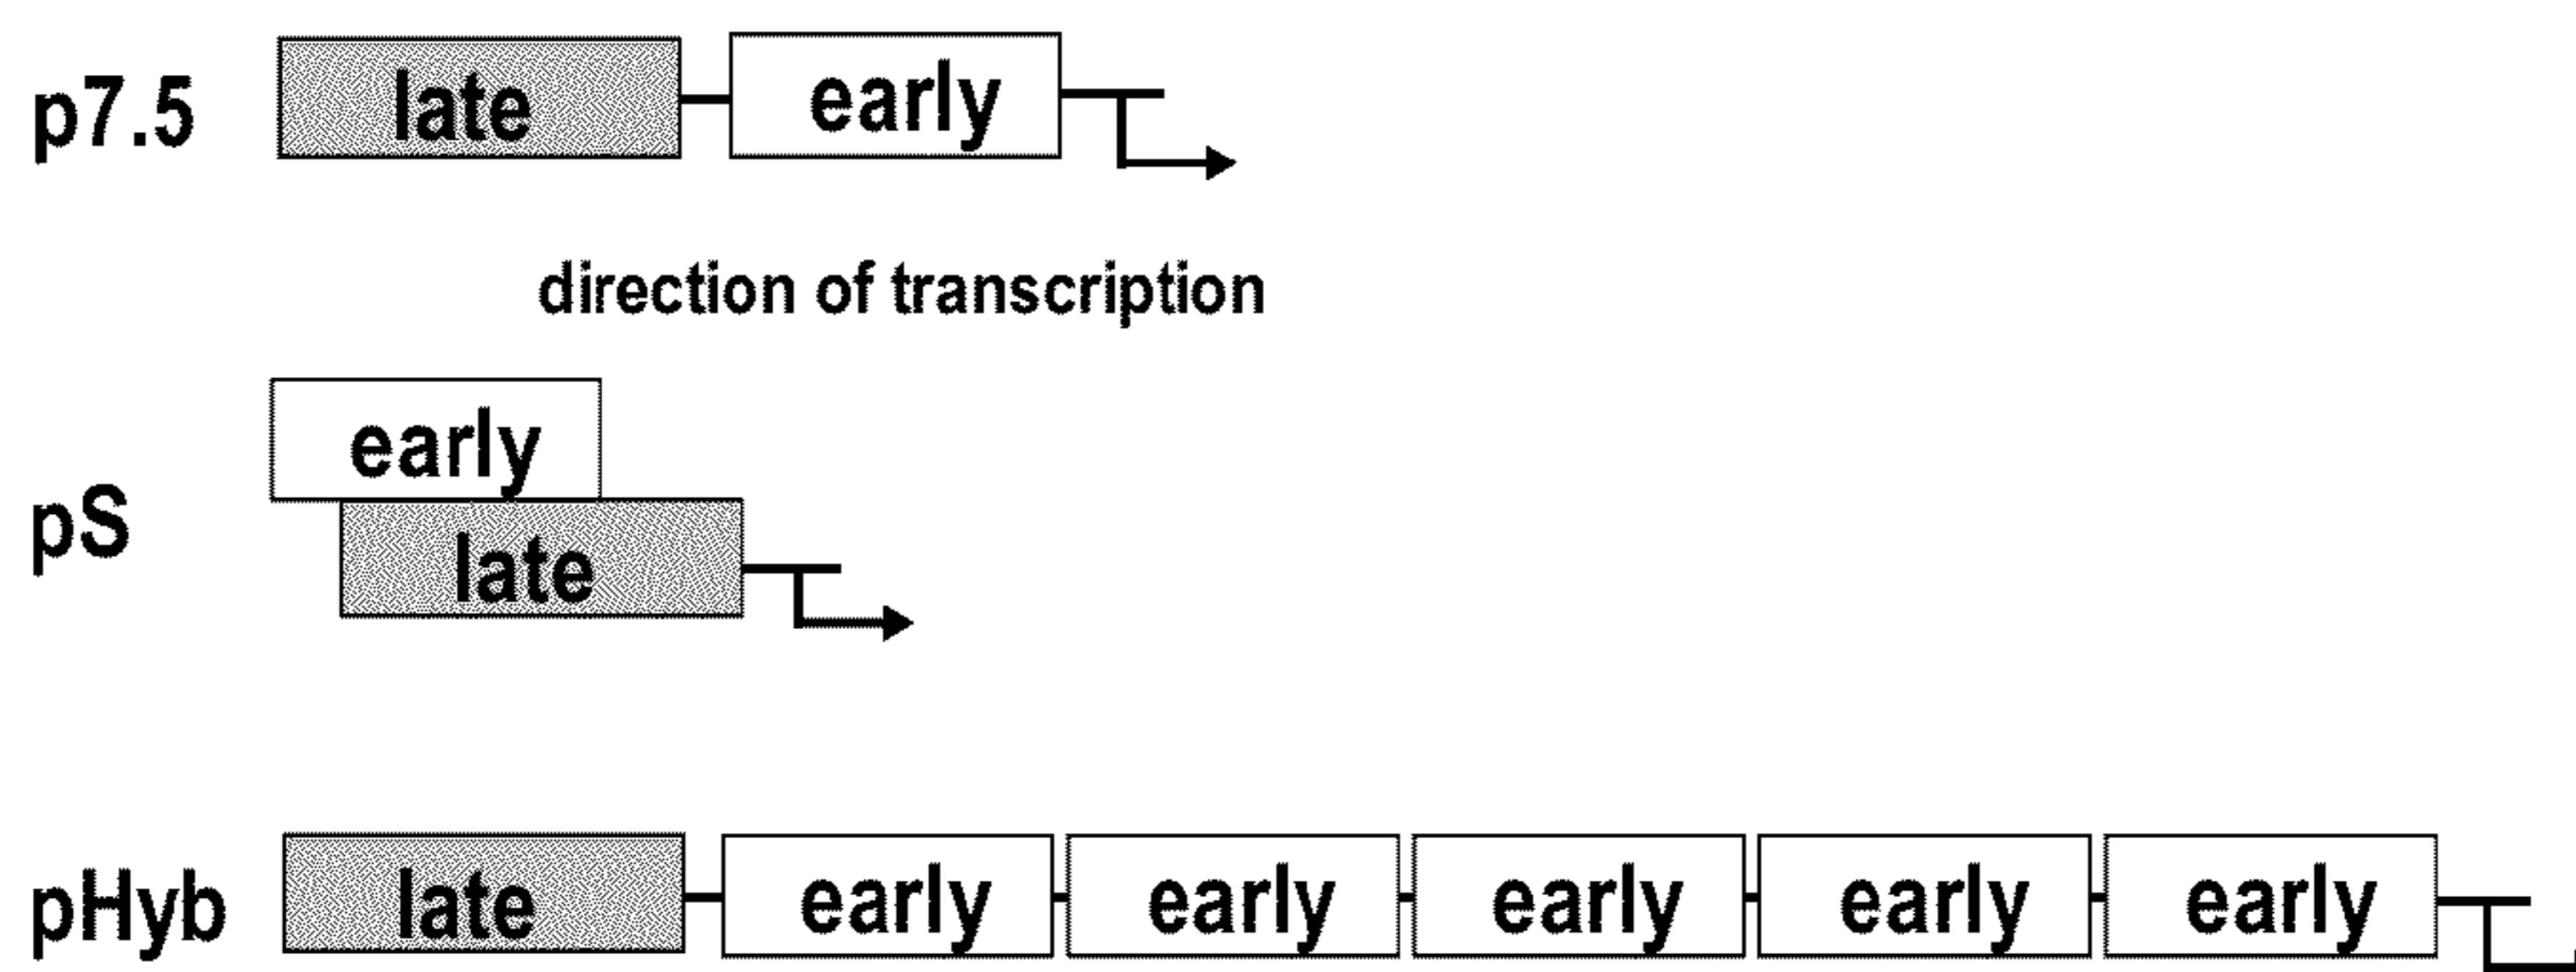 p7.5 late early
direction of transcription
early
pS
late
pHyb late early early early early early